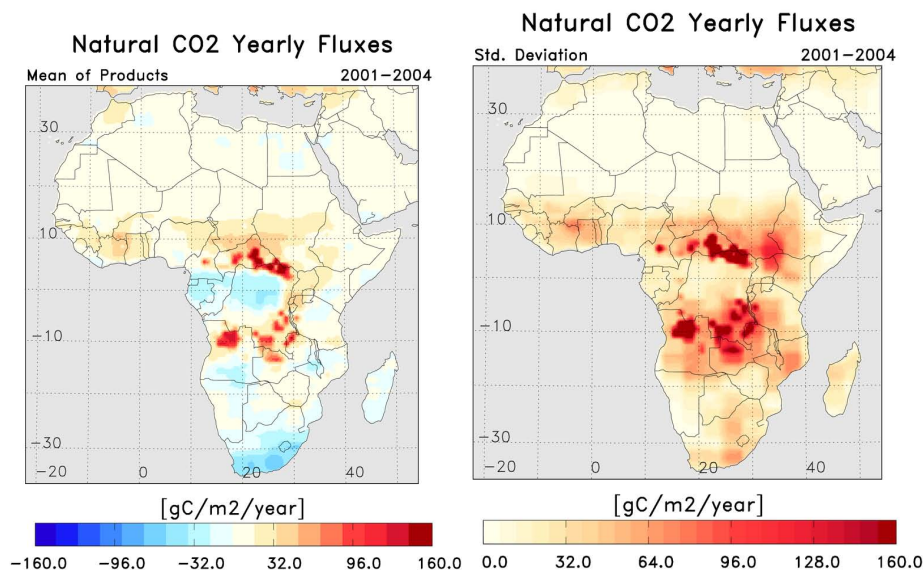 Natural CO2 Yearly Fluxes
Mean of Products 2001-2004
30
10
-10
-30
-20 0 20 40
[gC/m2/year]
-160.0 -96.0 -32.0 32.0 96.0 160.0
Natural CO2 Yearly Fluxes
Std. Deviation 2001-2004
30
10
-10
-30
-20 0 20 40
[gC/m2/year]
0.0 32.0 64.0 96.0 128.0 160.0